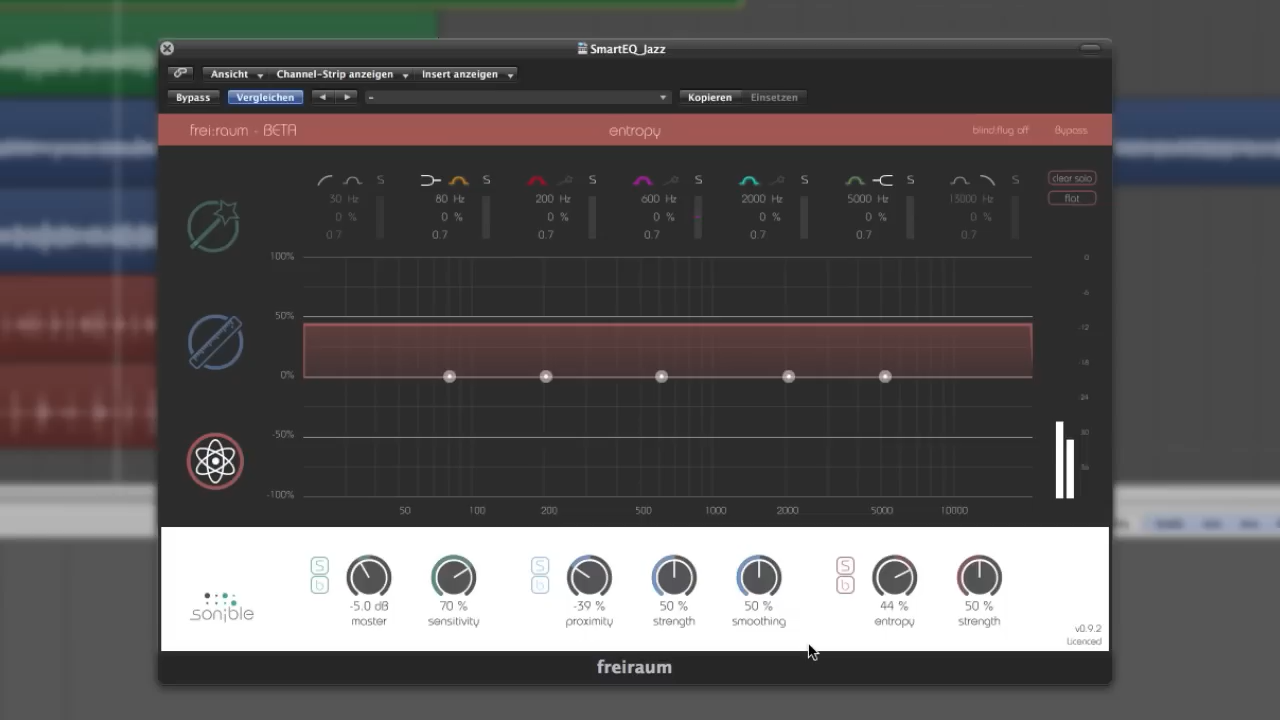 SmartEQ_Jazz
Ansicht Channel-Strip anzeigen Insert anzeigen
Bypass Vergleichen - Kopieren Einsetzen
frei:raum - BETA entropy blind:flug off Bypass
S S S S S S S clear solo
30 Hz 80 Hz 200 Hz 600 Hz 2000 Hz 5000 Hz 13000 Hz flat
0 % 0 % 0 % 0 % 0 % 0 % 0 %
0.7 0.7 0.7 0.7 0.7 0.7 0.7
100% 0
-6
50%
-12
-18
0%
-24
-50% -30
-36
-100%
50 100 200 500 1000 2000 5000 10000
S S S
b b b
-5.0 dB 70 % -39 % 50 % 50 % 44 % 50 %
sonible master sensitivity proximity strength smoothing entropy strength
v0.9.2
Licenced
freiraum